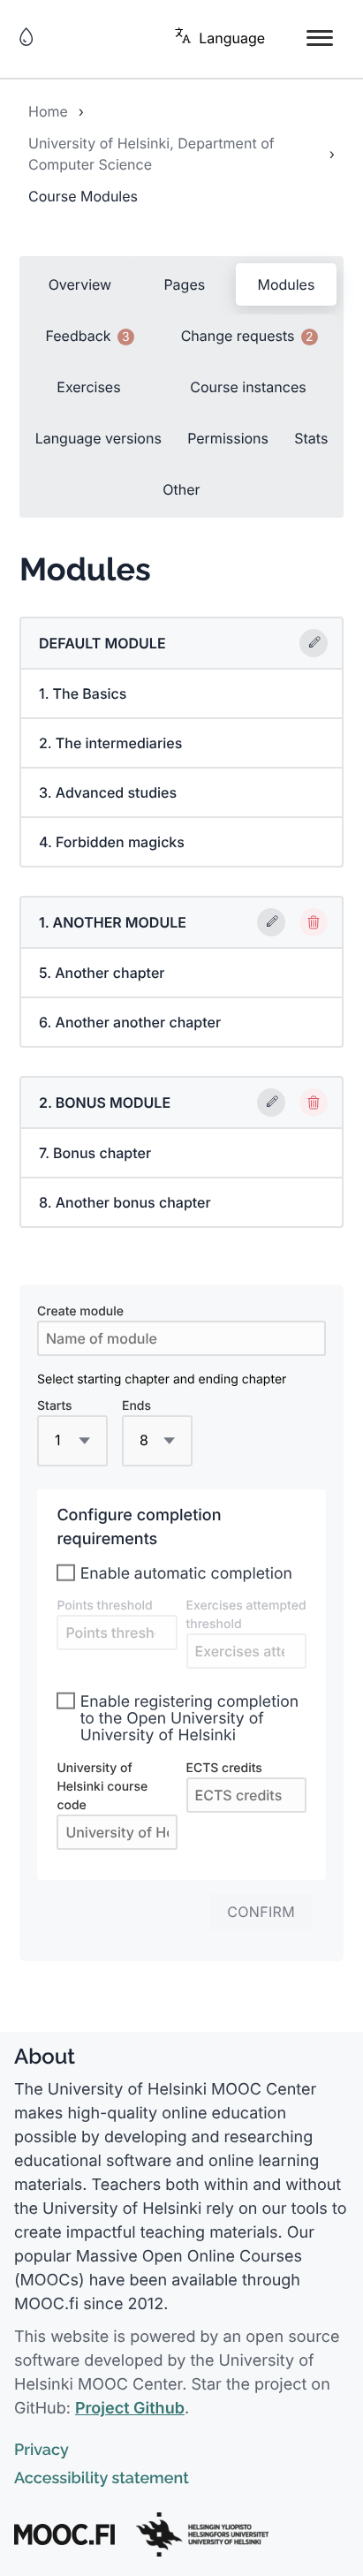 Language
Home ›
University of Helsinki, Department of
Computer Science ›
Course Modules
Overview Pages Modules
Feedback 3 Change requests 2
Exercises Course instances
Language versions Permissions Stats
Other
Modules
DEFAULT MODULE
1. The Basics
2. The intermediaries
3. Advanced studies
4. Forbidden magicks
1. ANOTHER MODULE
5. Another chapter
6. Another another chapter
2. BONUS MODULE
7. Bonus chapter
8. Another bonus chapter
Create module
Name of module
Select starting chapter and ending chapter
Starts Ends
1 8
Configure completion
requirements
Enable automatic completion
Points threshold
Points thresh
Exercises attempted
threshold
Exercises atte
Enable registering completion
to the Open University of
University of Helsinki
University of
Helsinki course
code
University of He
ECTS credits
ECTS credits
CONFIRM
About
The University of Helsinki MOOC Center
makes high-quality online education
possible by developing and researching
educational software and online learning
materials. Teachers both within and without
the University of Helsinki rely on our tools to
create impactful teaching materials. Our
popular Massive Open Online Courses
(MOOCs) have been available through
MOOC.fi since 2012.
This website is powered by an open source
software developed by the University of
Helsinki MOOC Center. Star the project on
GitHub: Project Github.
Privacy
Accessibility statement
MOOC.FI
HELSINGIN YLIOPISTO
HELSINGFORS UNIVERSITET
UNIVERSITY OF HELSINKI